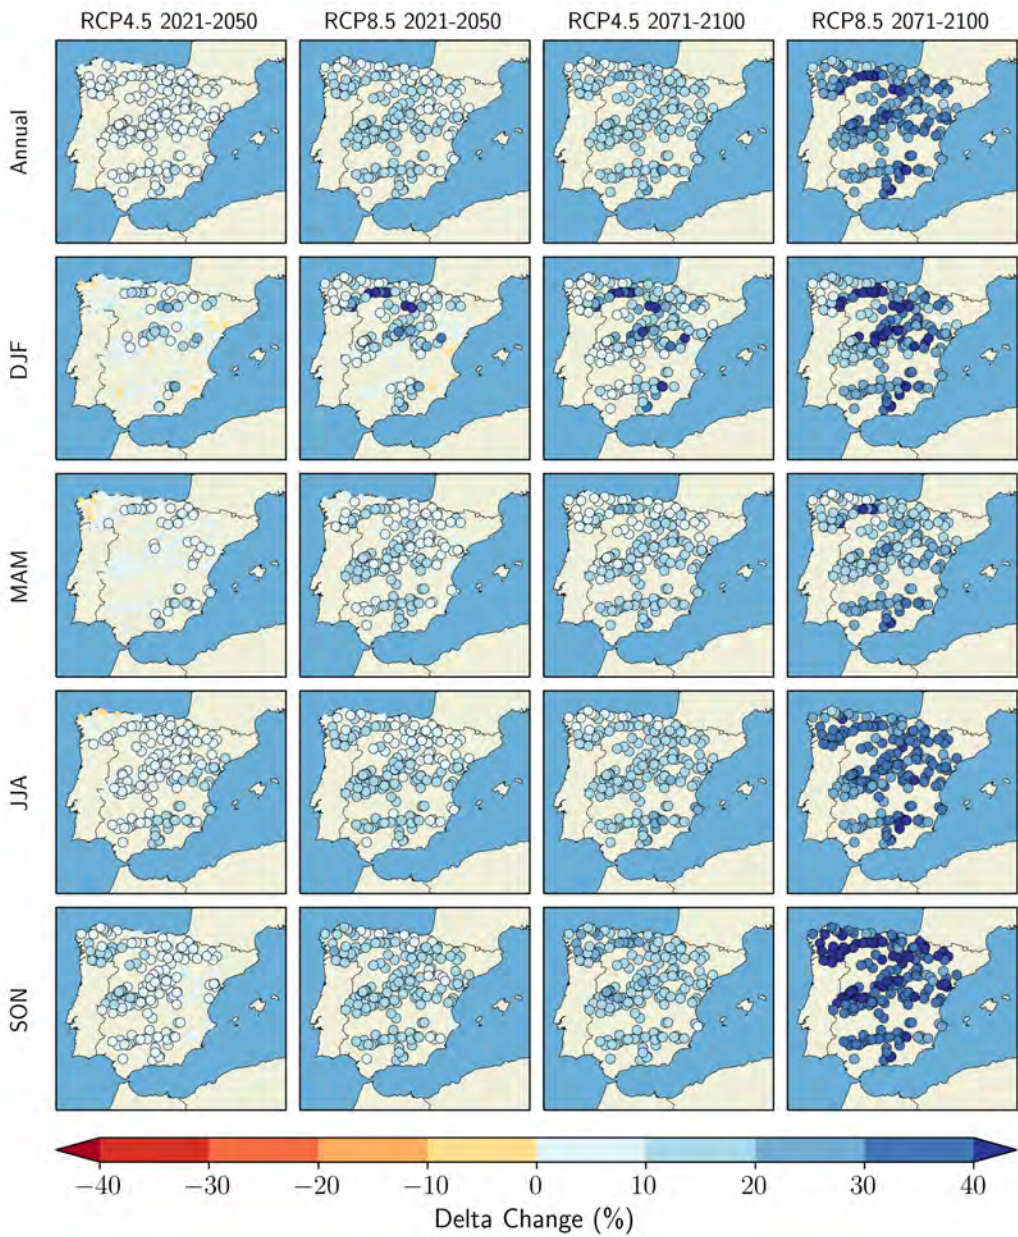 RCP4.5 2021-2050 RCP8.5 2021-2050 RCP4.5 2071-2100 RCP8.5 2071-2100
Annual
DJF
MAM
JJA
SON
−40 −30 −20 −10 0 10 20 30 40
Delta Change (%)